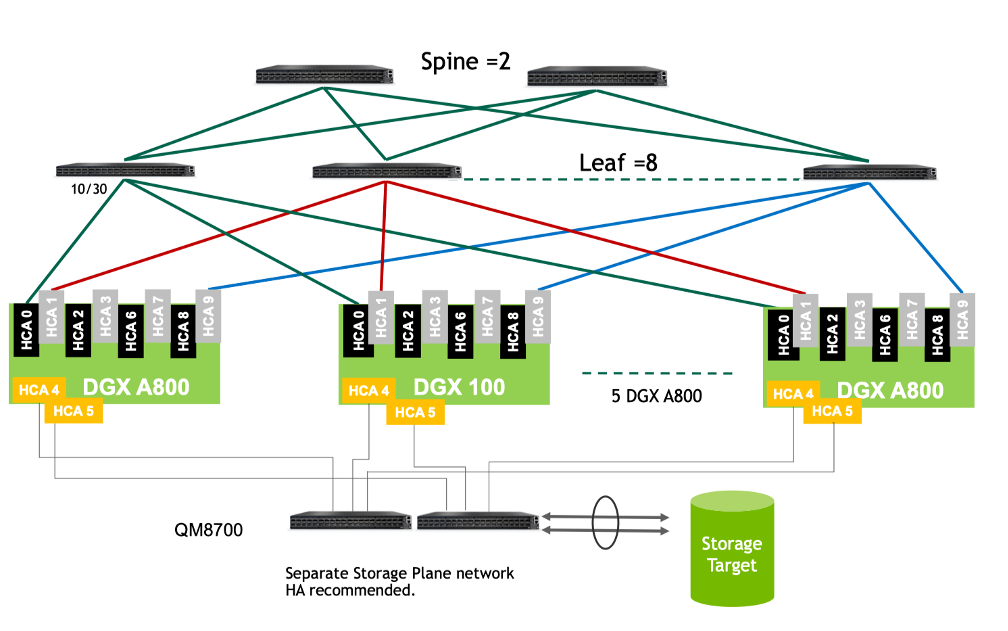 Spine =2
Leaf =8
10/30
HCA 0
HCA 1
HCA 2
HCA 3
HCA 6
HCA 7
HCA 8
HCA 9
DGX A800
HCA 4
HCA 5
HCA 0
HCA 1
HCA 2
HCA 3
HCA 6
HCA 7
HCA 8
HCA 9
DGX 100
HCA 4
HCA 5
5 DGX A800
HCA 0
HCA 1
HCA 2
HCA 3
HCA 6
HCA 7
HCA 8
HCA 9
DGX A800
HCA 4
HCA 5
QM8700
Storage
Target
Separate Storage Plane network
HA recommended.